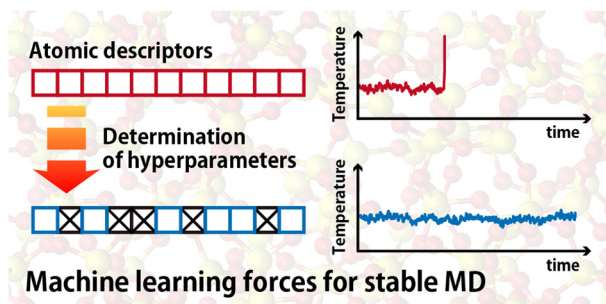 Atomic descriptors
Determination
of hyperparameters
Temperature
time
Temperature
time
Machine learning forces for stable MD